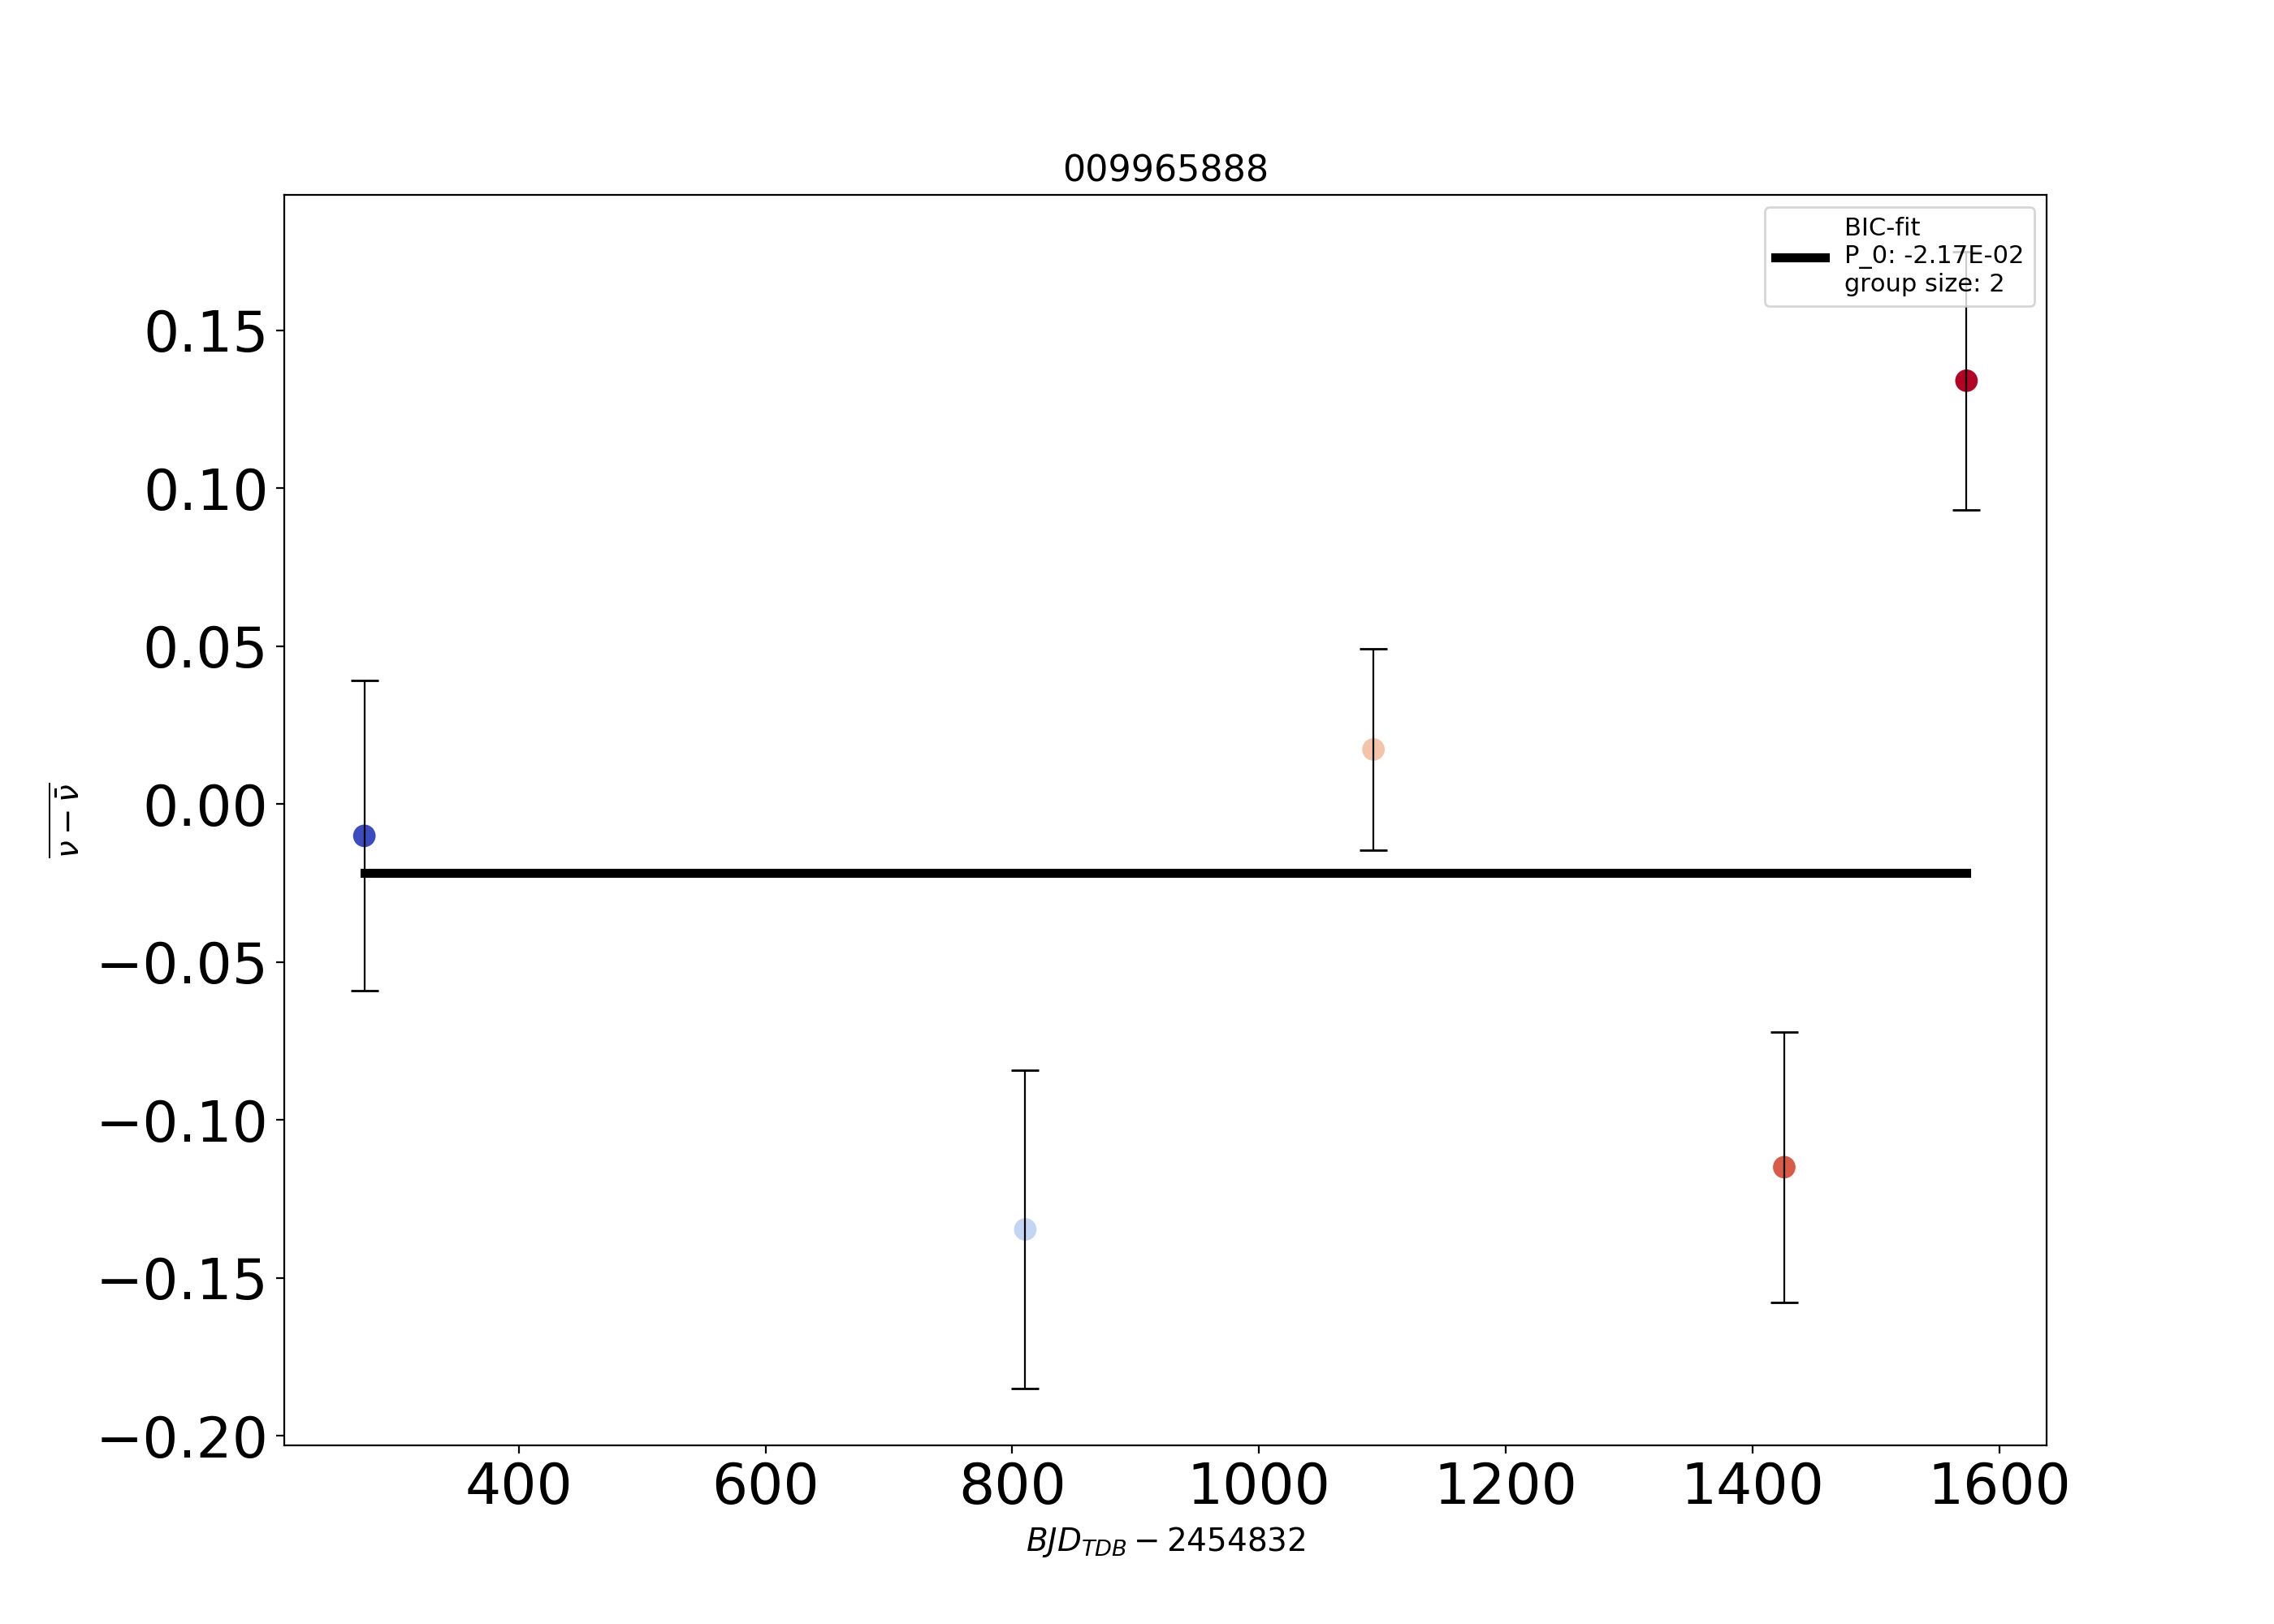 009965888
BIC-fit
P_0: -2.17E-02
group size: 2
0.15
0.10
0.05
0.00
−0.05
−0.10
−0.15
−0.20
ν − ν̄
400 600 800 1000 1200 1400 1600
BJD_TDB − 2454832